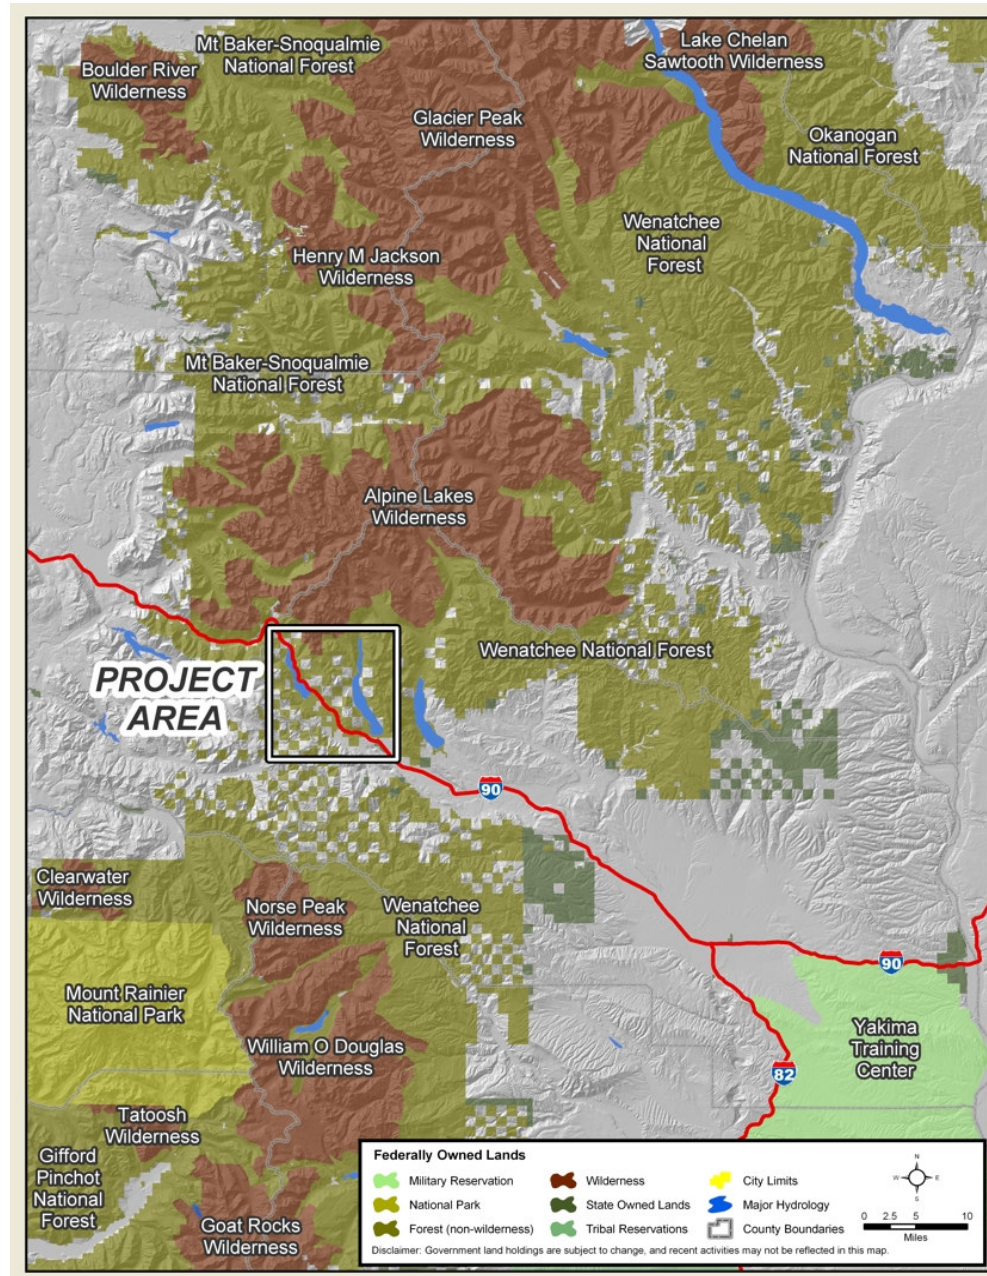 Mt Baker-Snoqualmie
National Forest
Lake Chelan
Sawtooth Wilderness
Boulder River
Wilderness
Glacier Peak
Wilderness
Okanogan
National Forest
Wenatchee
National
Forest
Henry M Jackson
Wilderness
Mt Baker-Snoqualmie
National Forest
Alpine Lakes
Wilderness
Wenatchee National Forest
PROJECT
AREA
90
Clearwater
Wilderness
Norse Peak
Wilderness
Wenatchee
National
Forest
90
Mount Rainier
National Park
Yakima
Training
Center
William O Douglas
Wilderness
82
Tatoosh
Wilderness
Gifford
Pinchot
National
Forest
Goat Rocks
Wilderness
Federally Owned Lands
Military Reservation
National Park
Forest (non-wilderness)
Wilderness
State Owned Lands
Tribal Reservations
City Limits
Major Hydrology
County Boundaries
N
W E
S
0 2.5 5 10
Miles
Disclaimer: Government land holdings are subject to change, and recent activities may not be reflected in this map.